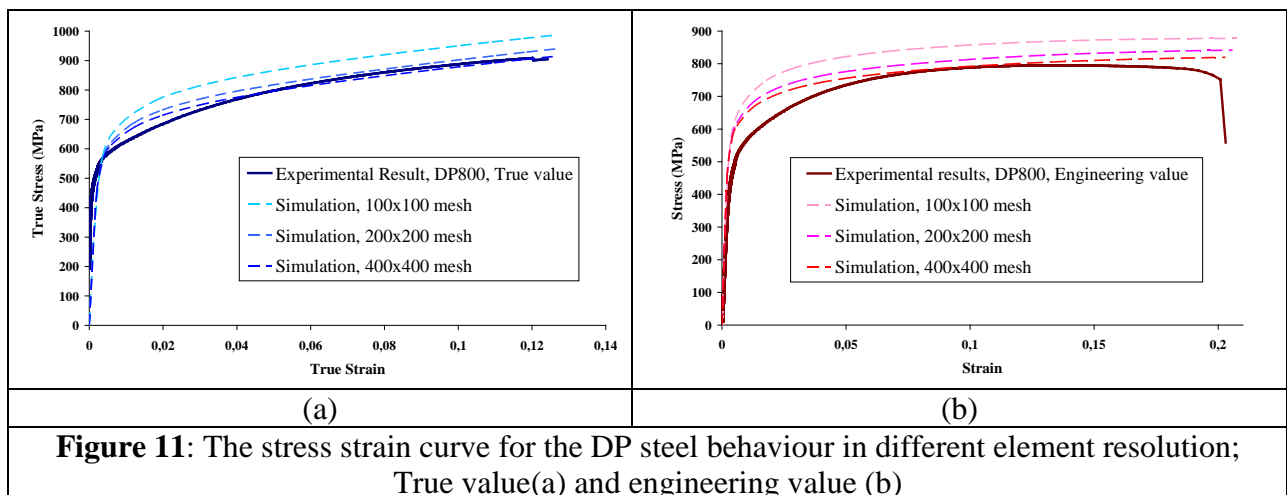 1000
900
800
700
600
500
400
300
200
100
0
True Stress (MPa)
Experimental Result, DP800, True value
Simulation, 100x100 mesh
Simulation, 200x200 mesh
Simulation, 400x400 mesh
0 0,02 0,04 0,06 0,08 0,1 0,12 0,14
True Strain
900
800
700
600
500
400
300
200
100
0
Stress (MPa)
Experimental results, DP800, Engineering value
Simulation, 100x100 mesh
Simulation, 200x200 mesh
Simulation, 400x400 mesh
0 0,05 0,1 0,15 0,2
Strain
(a)
(b)
Figure 11: The stress strain curve for the DP steel behaviour in different element resolution;
True value(a) and engineering value (b)